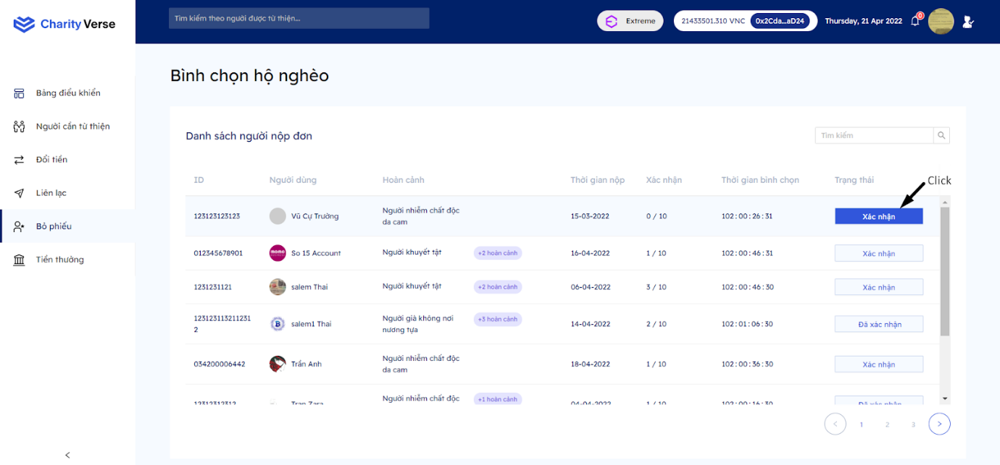 Charity Verse
Tìm kiếm theo người được từ thiện...
Extreme
21433501.310 VNC
0x2Cda...aD24
Thursday, 21 Apr 2022
0
Bảng điều khiển
Người cần từ thiện
Đổi tiền
Liên lạc
Bỏ phiếu
Tiền thưởng
Bình chọn hộ nghèo
Danh sách người nộp đơn
Tìm kiếm
ID Người dùng Hoàn cảnh Thời gian nộp Xác nhận Thời gian bình chọn Trạng thái
Click
123123123123 Vũ Cự Trường Người nhiễm chất độc
da cam
15-03-2022 0 / 10 102:00:26:31 Xác nhận
012345678901 So 15 Account Người khuyết tật +2 hoàn cảnh 16-04-2022 1 / 10 102:00:46:31 Xác nhận
1231231121 salem Thai Người khuyết tật +2 hoàn cảnh 06-04-2022 3 / 10 102:00:46:30 Xác nhận
123123113211231
2
salem1 Thai Người già không nơi
nương tựa
+3 hoàn cảnh 14-04-2022 2 / 10 102:01:06:30 Đã xác nhận
034200006442 Trần Anh Người nhiễm chất độc
da cam
18-04-2022 1 / 10 102:00:36:30 Xác nhận
12312312312 Tran Zara Người nhiễm chất độc +1 hoàn cảnh 04-04-2022 1 / 10 102:00:16:30 Đã xác nhận
1 2 3